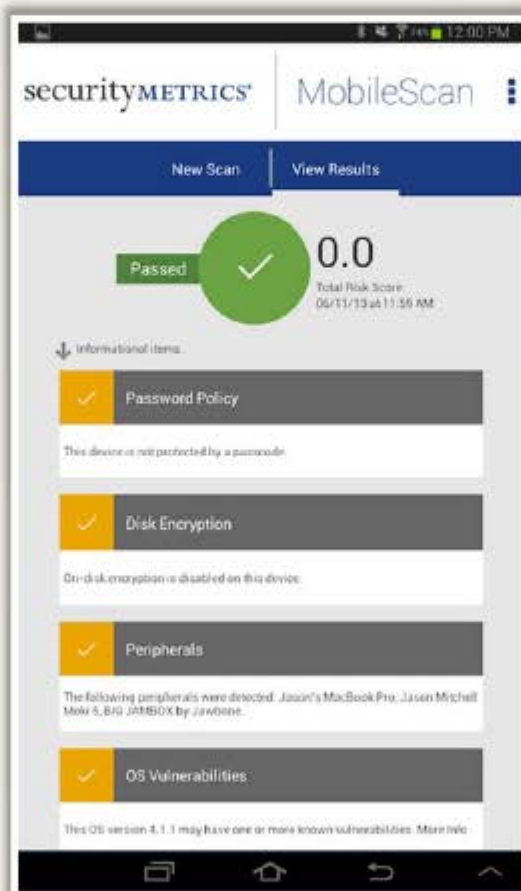 12:00 PM
securityMETRICS® MobileScan
New Scan View Results
Passed
0.0
Total Risk Score
06/11/13 at 11:55 AM
Informational items
Password Policy
This device is not protected by a passcode
Disk Encryption
On-disk encryption is disabled on this device.
Peripherals
The following peripherals were detected: Jason's MacBook Pro, Jason Mitchell
5, BIG JAMBOX by Jawbone.
OS Vulnerabilities
This OS version 4.1.1 may have one or more known vulnerabilities. More Info